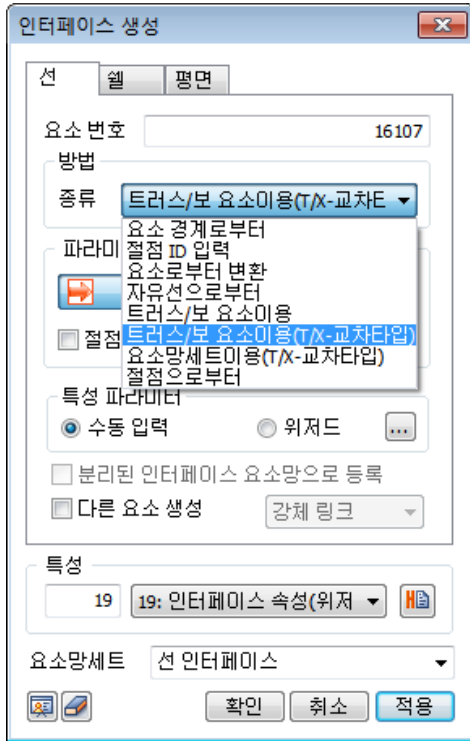 인터페이스 생성
선 쉘 평면
요소 번호 16107
방법
종류 트러스/보 요소이용(T/X-교차E
요소 경계로부터
파라미 절점 ID 입력
요소로부터 변환
자유선으로부터
트러스/보 요소이용
절점 트러스/보 요소이용(T/X-교차타입)
요소망세트이용(T/X-교차타입)
절점으로부터
특성 파라미터
수동 입력 위저드 ...
분리된 인터페이스 요소망으로 등록
다른 요소 생성 강체 링크
특성
19 19: 인터페이스 속성(위저
요소망세트 선 인터페이스
확인 취소 적용